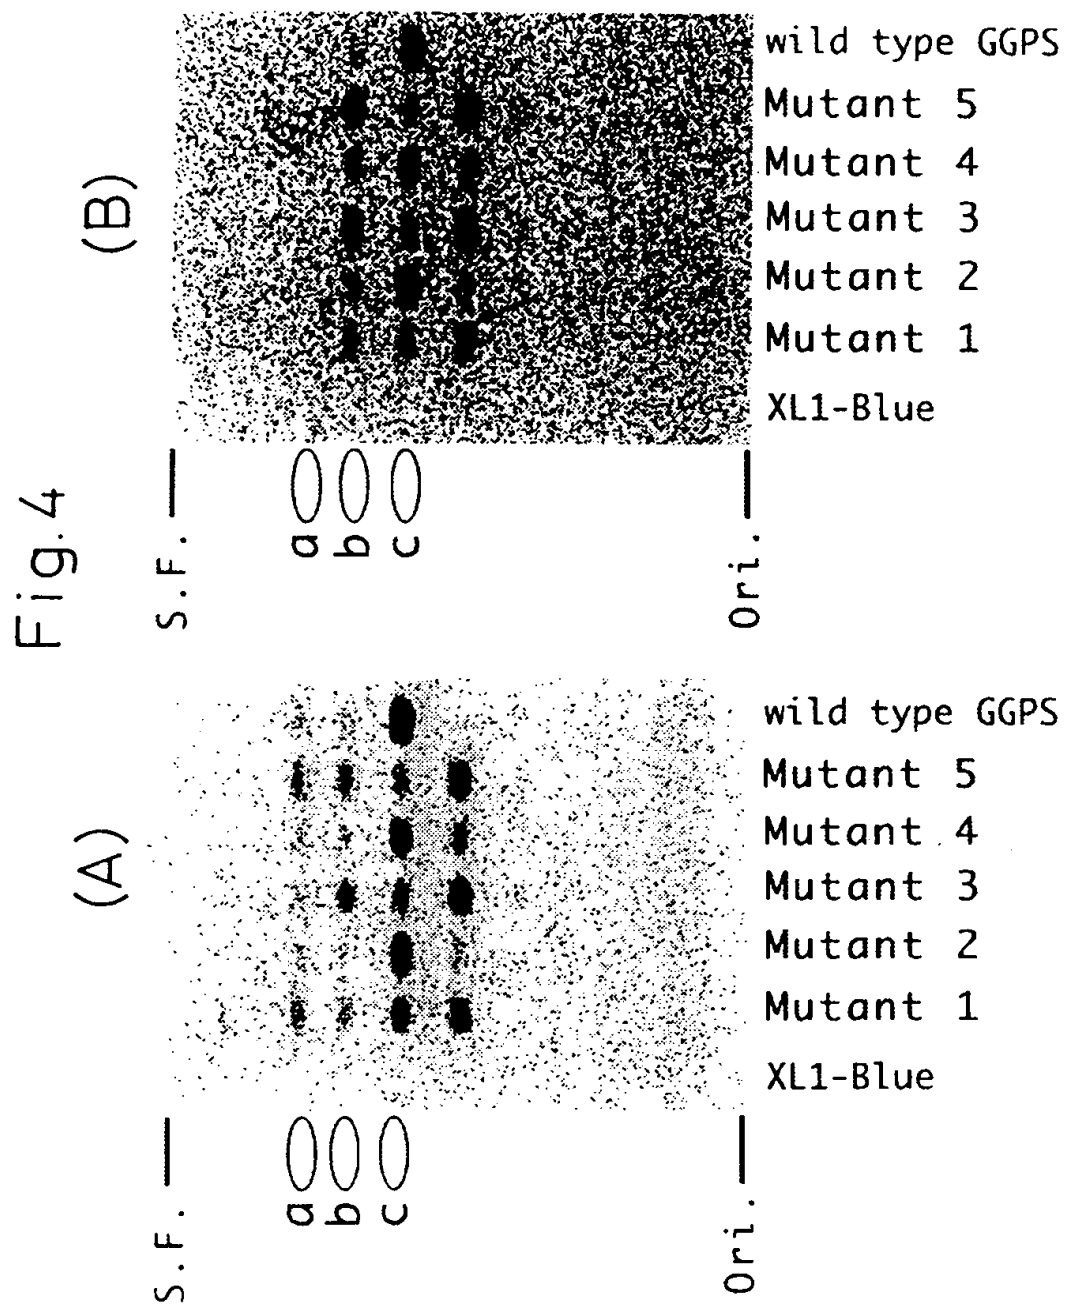 Fig. 4
(B)
wild type GGPS
Mutant 5
Mutant 4
Mutant 3
Mutant 2
Mutant 1
XL1-Blue
S.F.
a
b
c
Ori.
(A)
wild type GGPS
Mutant 5
Mutant 4
Mutant 3
Mutant 2
Mutant 1
XL1-Blue
S.F.
a
b
c
Ori.